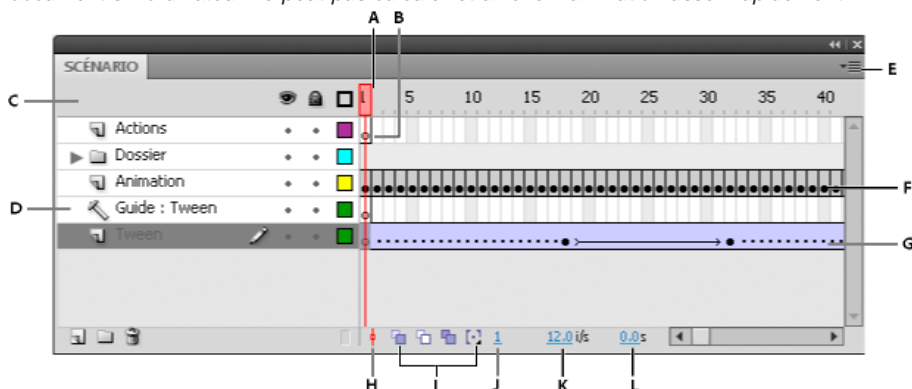 A B
SCÉNARIO
E
C
1 5 10 15 20 25 30 35 40
Actions
Dossier
Animation
F
D
Guide : Tween
Tween
G
1 12.0 i/s 0.0 s
H I J K L